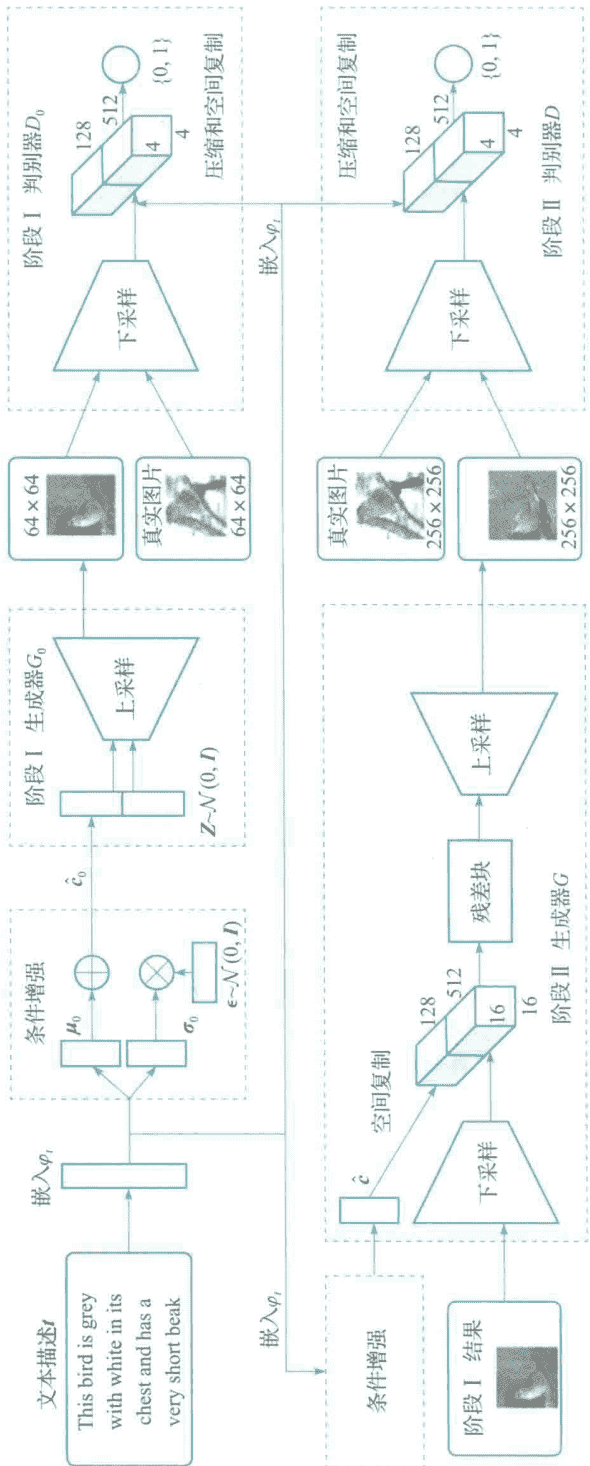 文本描述t
This bird is grey
with white in its
chest and has a
very short beak
嵌入φt
条件增强
μ0
σ0
ϵ~N(0, I)
ĉ0
阶段Ⅰ 生成器G0
Z~N(0, I)
上采样
64×64
真实图片
64×64
阶段Ⅰ 判别器D0
下采样
128
512
4
4
{0, 1}
压缩和空间复制
嵌入φt
嵌入φt
条件增强
阶段Ⅰ 结果
ĉ
空间复制
下采样
128
512
16
16
残差块
上采样
阶段Ⅱ 生成器G
真实图片
256×256
256×256
下采样
128
512
4
4
{0, 1}
压缩和空间复制
阶段Ⅱ 判别器D